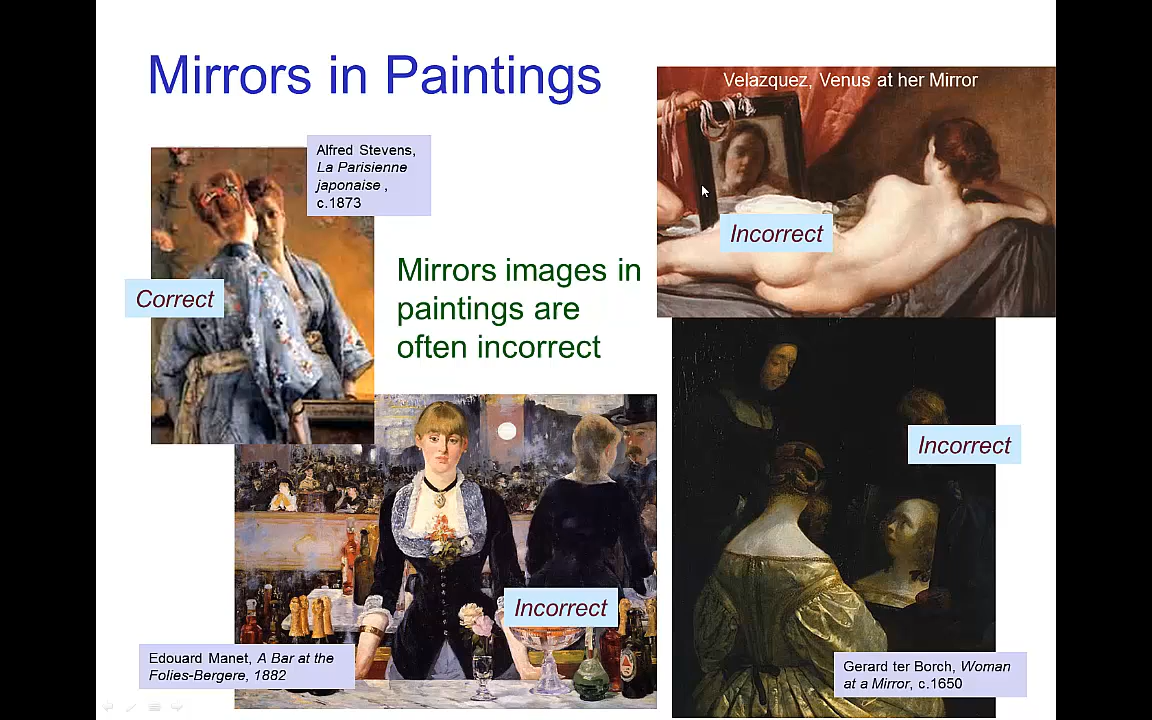 Mirrors in Paintings
Velazquez, Venus at her Mirror
Alfred Stevens,
La Parisienne
japonaise ,
c.1873
Incorrect
Correct
Mirrors images in
paintings are
often incorrect
Incorrect
Incorrect
Edouard Manet, A Bar at the
Folies-Bergere, 1882
Gerard ter Borch, Woman
at a Mirror, c.1650